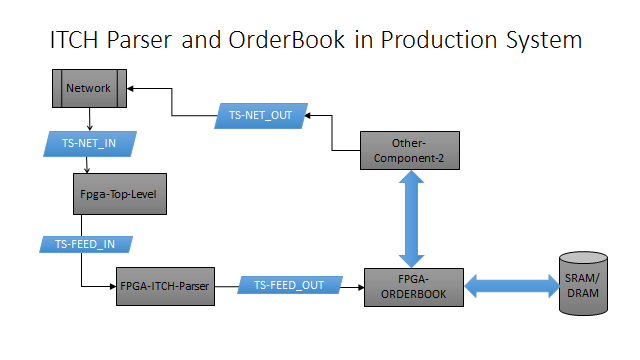 ITCH Parser and OrderBook in Production System
Network
TS-NET_OUT
TS-NET_IN
Other-
Component-2
Fpga-Top-Level
TS-FEED_IN
FPGA-ITCH-Parser
TS-FEED_OUT
FPGA-
ORDERBOOK
SRAM/
DRAM